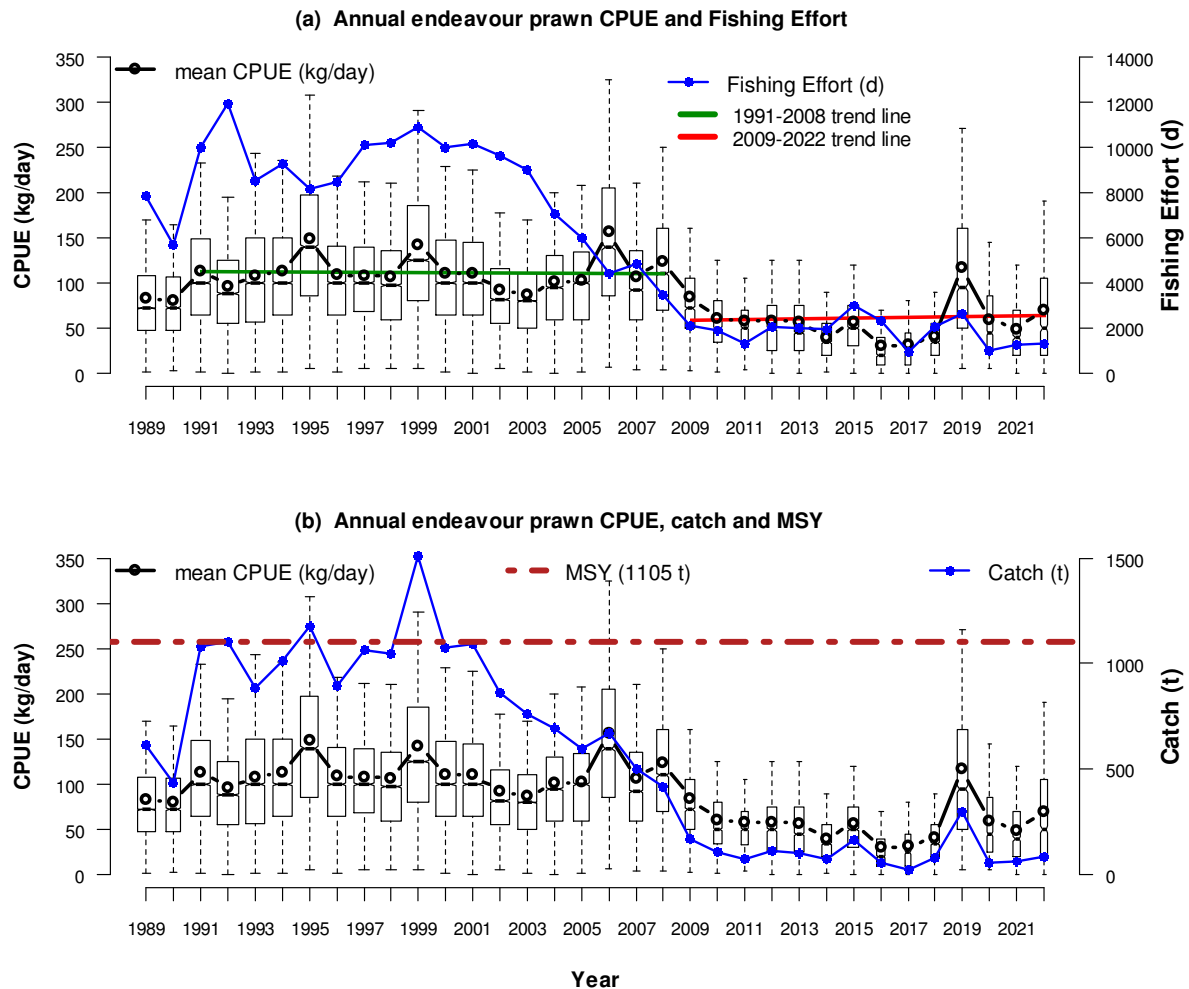 (a)  Annual endeavour prawn CPUE and Fishing Effort
CPUE (kg/day)
350
300
250
200
150
100
50
0
mean CPUE (kg/day)
Fishing Effort (d)
1991-2008 trend line
2009-2022 trend line
14000
12000
10000
8000
6000
4000
2000
0
Fishing Effort (d)
1989 1991 1993 1995 1997 1999 2001 2003 2005 2007 2009 2011 2013 2015 2017 2019 2021
(b)  Annual endeavour prawn CPUE, catch and MSY
CPUE (kg/day)
350
300
250
200
150
100
50
0
mean CPUE (kg/day)
MSY (1105 t)
Catch (t)
1500
1000
500
0
Catch (t)
1989 1991 1993 1995 1997 1999 2001 2003 2005 2007 2009 2011 2013 2015 2017 2019 2021
Year